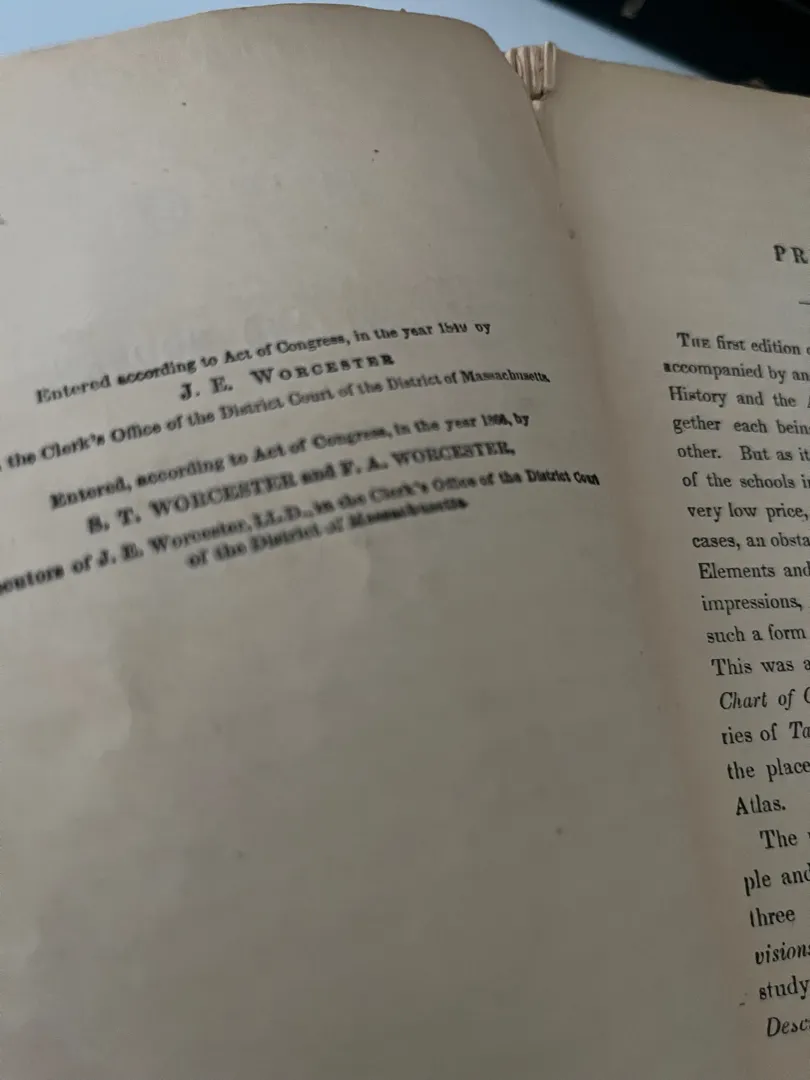 Entered according to Act of Congress, in the year by
J. E. WORCESTER
the Clerk's Office of the District Court of the District of Massachusetts
Entered, according to Act of Congress, in the year by
S. T. WORCESTER and F. A. WORCESTER,
of J. E. Worcester, LL.D., in the Clerk's Office of the District Court
of the District of Massachusetts
PR
THE first edition
accompanied by an
History and the
gether each bein
other. But as it
of the schools i
very low price,
cases, an obsta
Elements and
impressions,
such a form
This was a
Chart of
ries of Ta
the place
Atlas.
The
ple and
three
vision
study
Desc